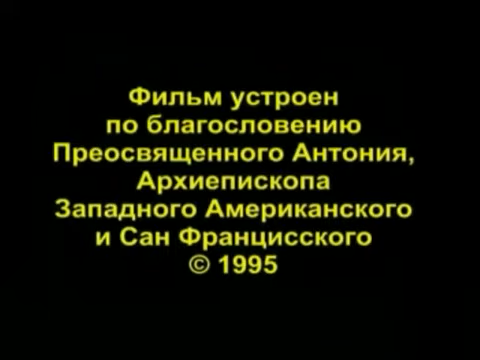 Фильм устроен
по благословению
Преосвященного Антония,
Архиепископа
Западного Американского
и Сан Францисского
© 1995